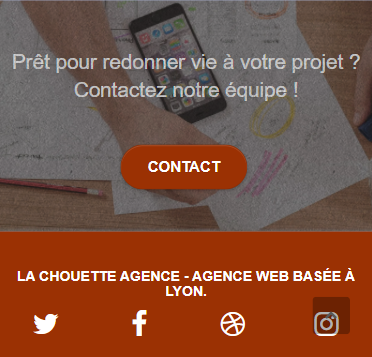 Prêt pour redonner vie à votre projet ?
Contactez notre équipe !
CONTACT
LA CHOUETTE AGENCE - AGENCE WEB BASÉE À
LYON.